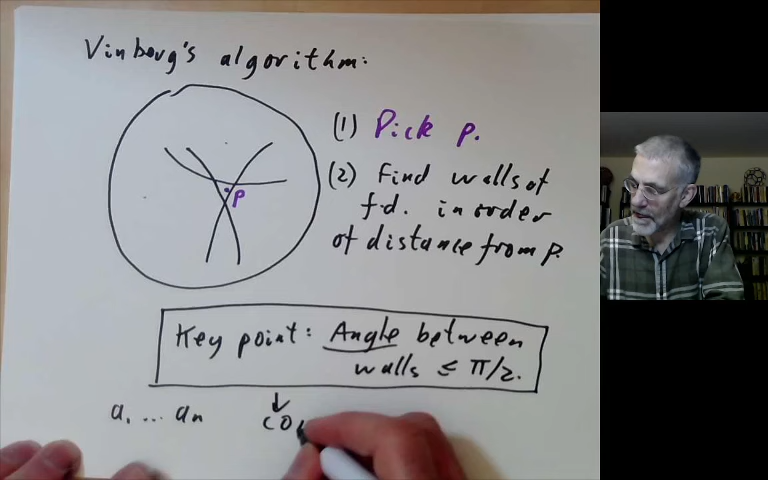 Vinberg's algorithm:
(1) Pick p.
(2) Find walls of
f.d. in order
of distance from p.
p
Key point: Angle between
walls ≤ π/2.
a₁ ... aₙ